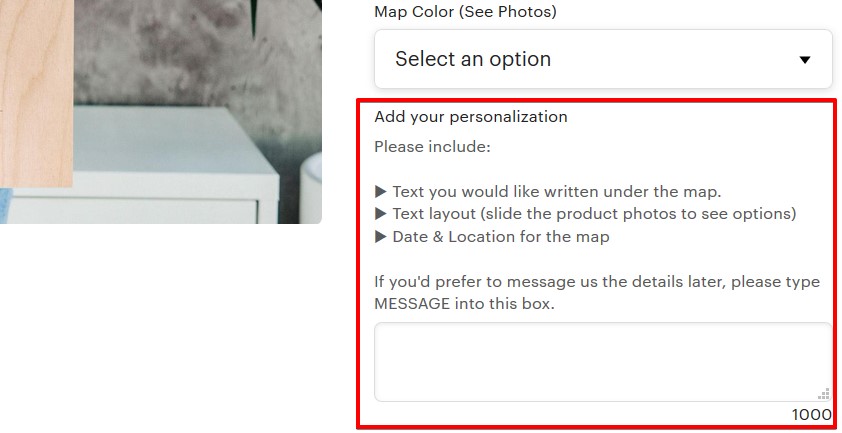 Map Color (See Photos)
Select an option
Add your personalization
Please include:
▶ Text you would like written under the map.
▶ Text layout (slide the product photos to see options)
▶ Date & Location for the map
If you'd prefer to message us the details later, please type
MESSAGE into this box.
1000